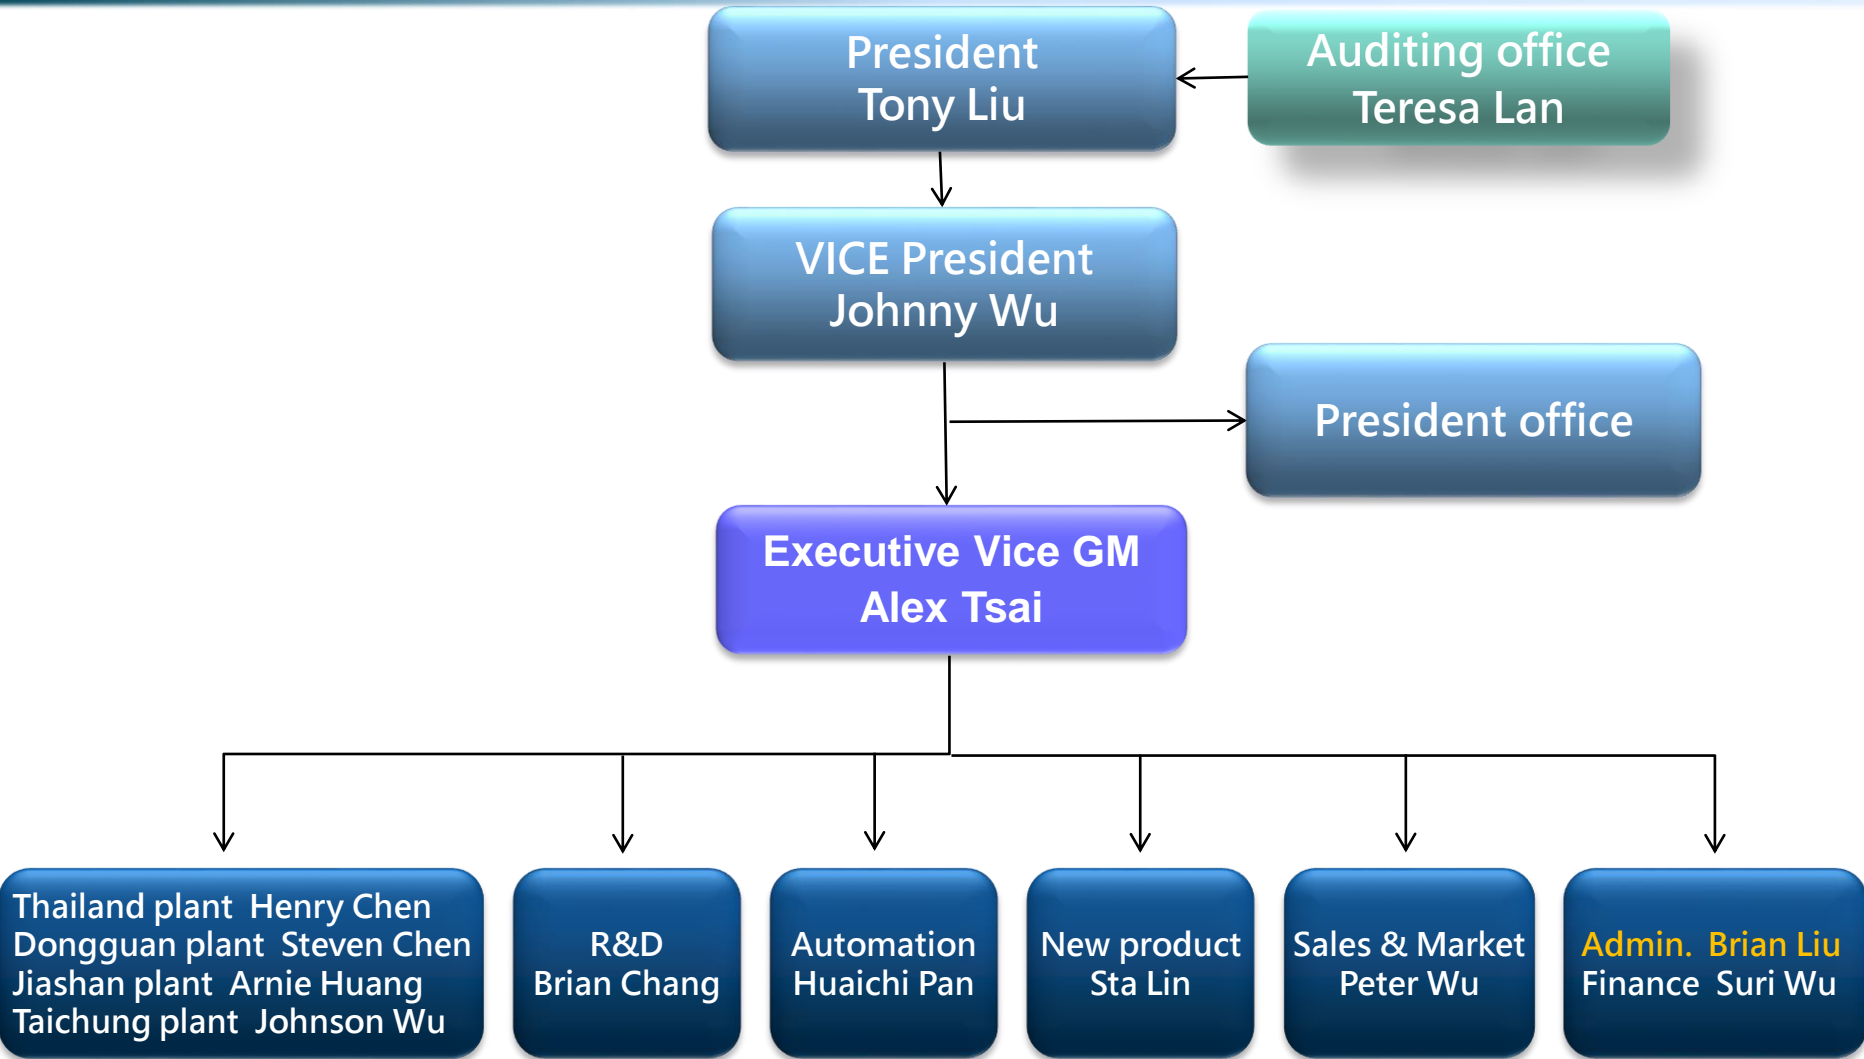 President
Tony Liu
Auditing office
Teresa Lan
VICE President
Johnny Wu
President office
Executive Vice GM
Alex Tsai
Thailand plant  Henry Chen
Dongguan plant  Steven Chen
Jiashan plant  Arnie Huang
Taichung plant  Johnson Wu
R&D
Brian Chang
Automation
Huaichi Pan
New product
Sta Lin
Sales & Market
Peter Wu
Admin.  Brian Liu
Finance  Suri Wu